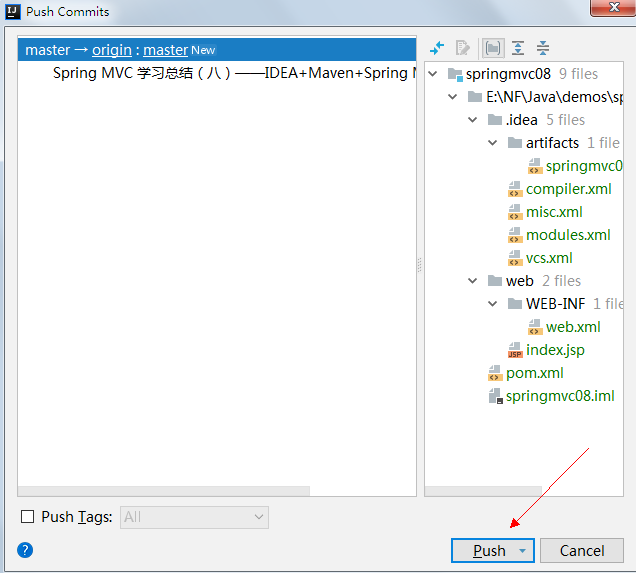 Push Commits
master → origin : master New
Spring MVC 学习总结（八）——IDEA+Maven+Spring
springmvc08 9 files
E:\NF\Java\demos\sp
.idea 5 files
artifacts 1 file
springmvc0
compiler.xml
misc.xml
modules.xml
vcs.xml
web 2 files
WEB-INF 1 file
web.xml
index.jsp
pom.xml
springmvc08.iml
Push Tags: All
Push Cancel